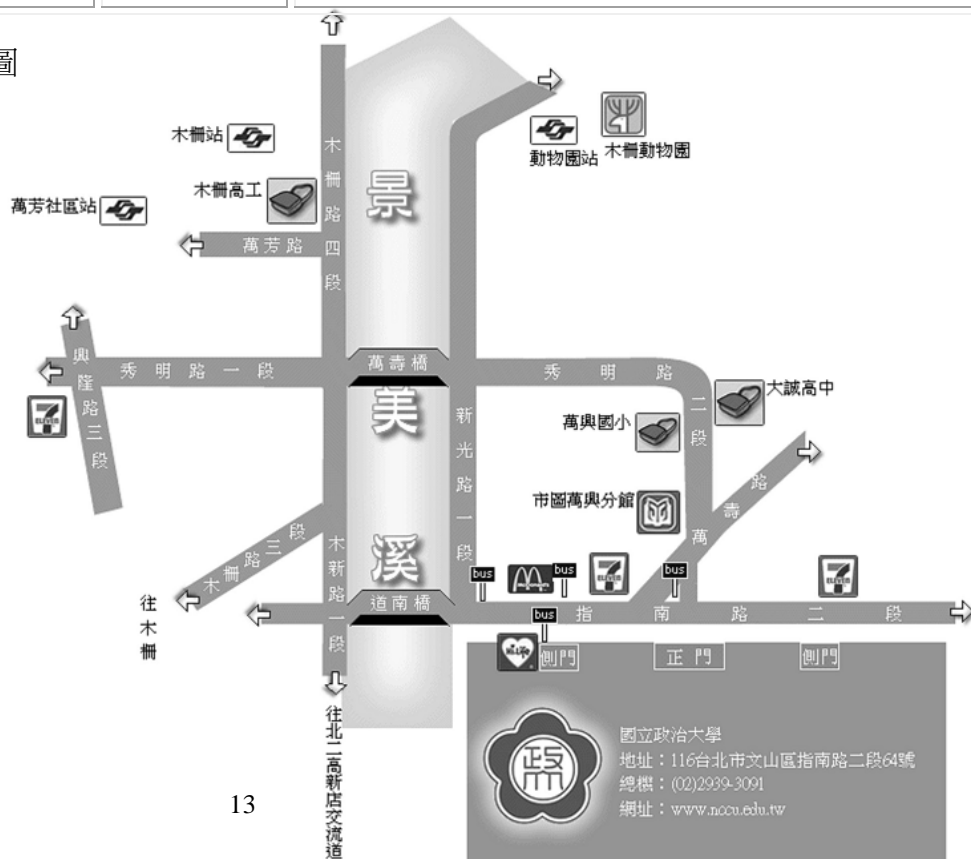 圖
木柵站
木柵路四段
動物園站
木柵動物園
木柵高工
萬芳社區站
萬芳路
景美溪
興隆路三段
秀明路一段
萬壽橋
秀明路二段
ELEVEN
大誠高中
萬興國小
新光路一段
市圖萬興分館
萬壽路
木柵路三段
木新路一段
往木柵
道南橋
bus
bus
ELEVEN
bus
ELEVEN
bus
指南路二段
Hi-Life
側門
正門
側門
往北二高新店交流道
政大
國立政治大學
地址：116台北市文山區指南路二段64號
總機：(02)2939-3091
網址：www.nccu.edu.tw
13